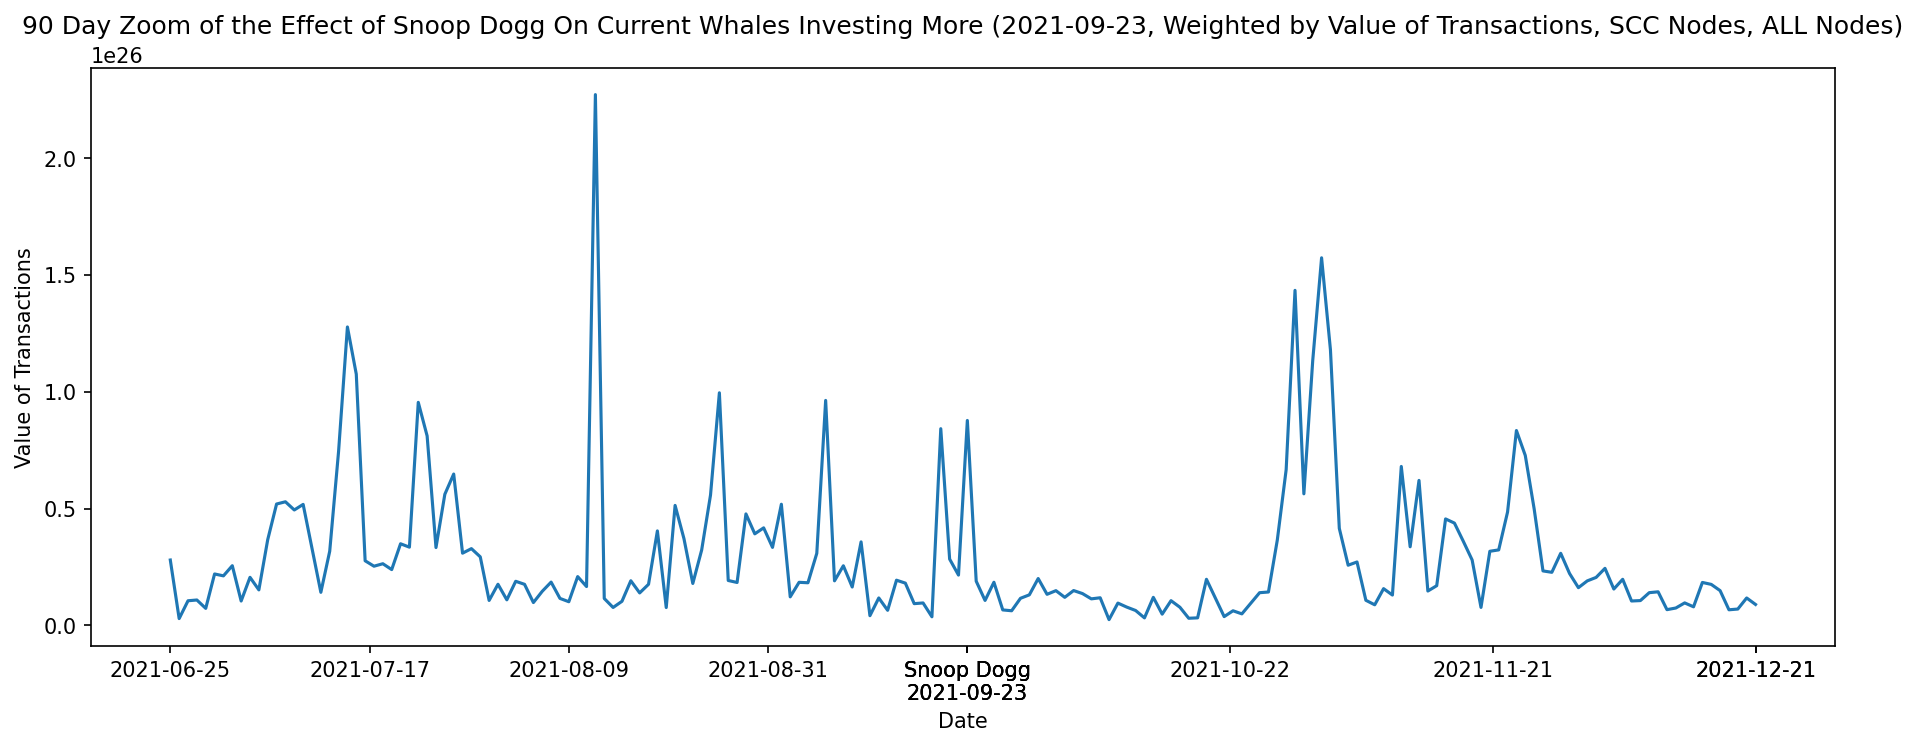 90 Day Zoom of the Effect of Snoop Dogg On Current Whales Investing More (2021-09-23, Weighted by Value of Transactions, SCC Nodes, ALL Nodes)
1e26
2.0
1.5
1.0
0.5
0.0
Value of Transactions
2021-06-25 2021-07-17 2021-08-09 2021-08-31 Snoop Dogg 2021-10-22 2021-11-21 2021-12-21
2021-09-23
Date